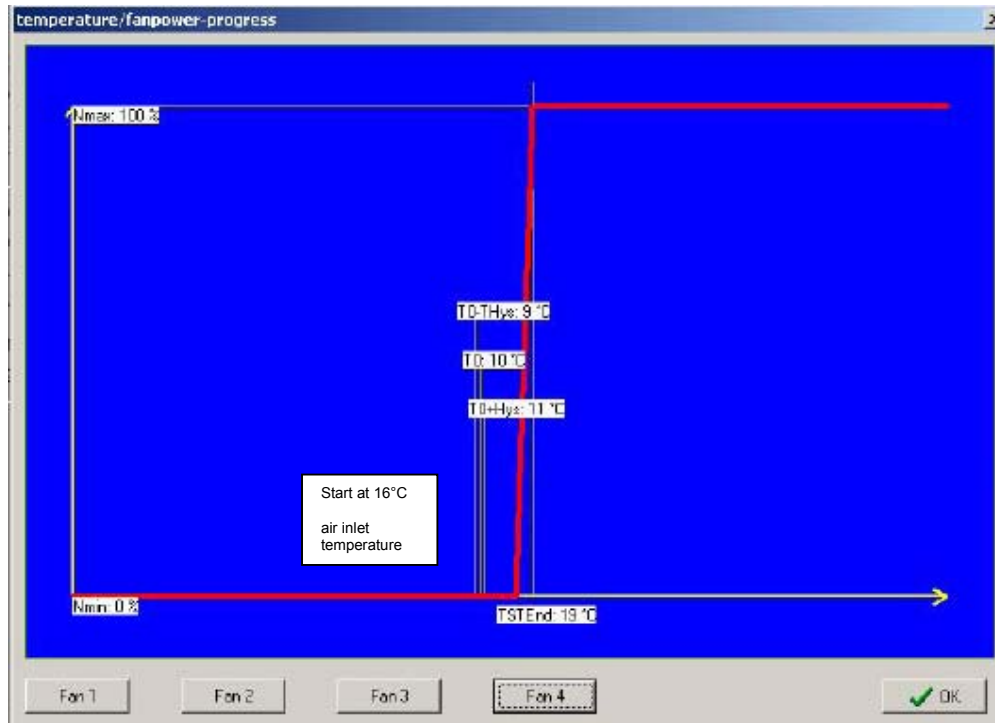 temperature/fanpower-progress
Nmax: 100 %
T0-THys: 9 °C
T0: 10 °C
T0+Hys: 11 °C
Start at 16°C
air inlet
temperature
Nmin: 0 %
TSTEnd: 19 °C
Fan 1
Fan 2
Fan 3
Fan 4
OK